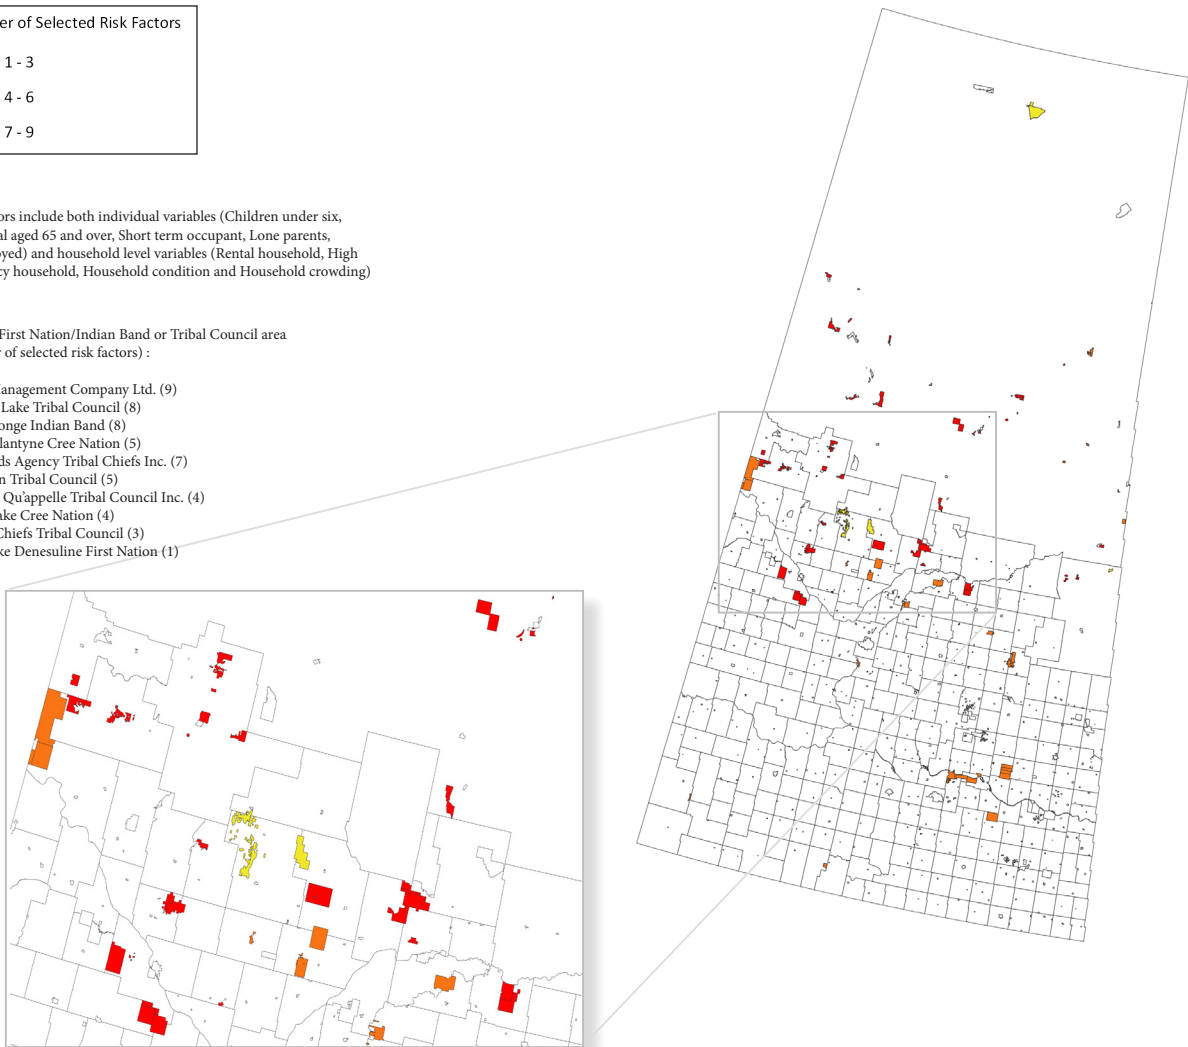 er of Selected Risk Factors
1 - 3
4 - 6
7 - 9
ors include both individual variables (Children under six,
al aged 65 and over, Short term occupant, Lone parents,
oyed) and household level variables (Rental household, High
cy household, Household condition and Household crowding)
First Nation/Indian Band or Tribal Council area
r of selected risk factors) :
anagement Company Ltd. (9)
Lake Tribal Council (8)
onge Indian Band (8)
llantyne Cree Nation (5)
ds Agency Tribal Chiefs Inc. (7)
n Tribal Council (5)
Qu'appelle Tribal Council Inc. (4)
ake Cree Nation (4)
Chiefs Tribal Council (3)
ke Denesuline First Nation (1)